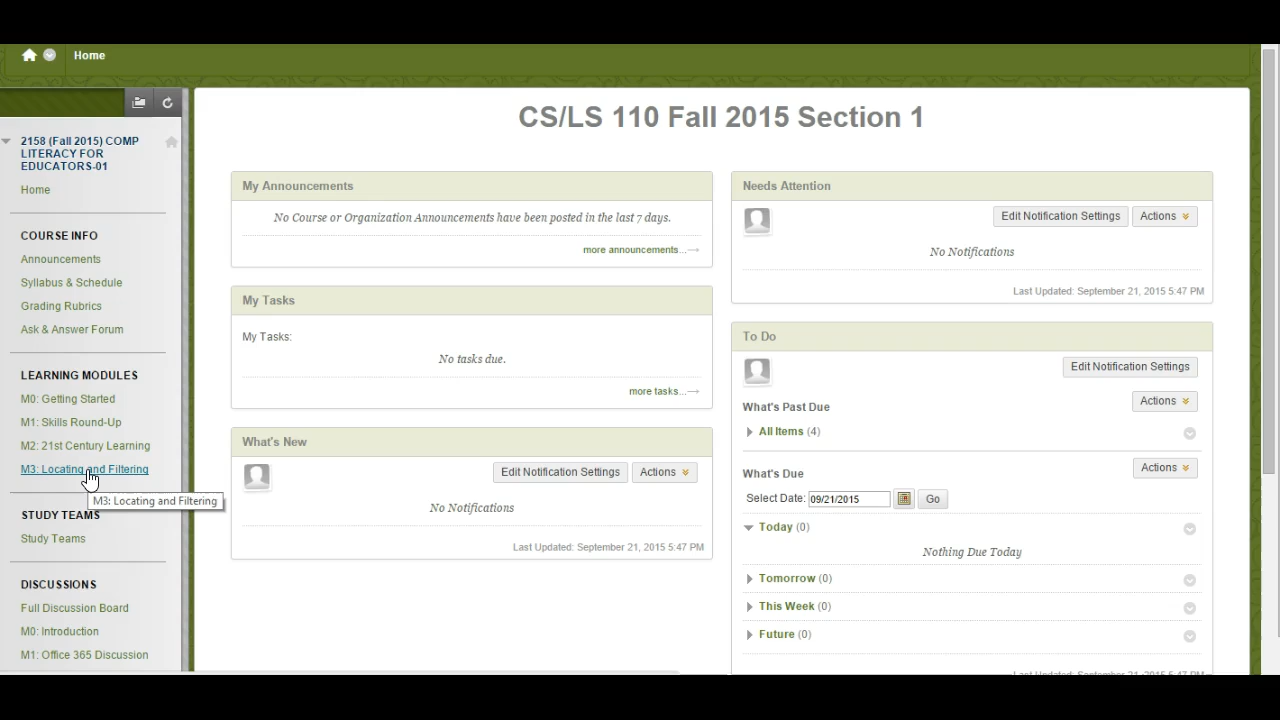 Home
2158 (Fall 2015) COMP
LITERACY FOR
EDUCATORS-01
Home
COURSE INFO
Announcements
Syllabus & Schedule
Grading Rubrics
Ask & Answer Forum
LEARNING MODULES
M0: Getting Started
M1: Skills Round-Up
M2: 21st Century Learning
M3: Locating and Filtering
M3: Locating and Filtering
STUDY TEAMS
Study Teams
DISCUSSIONS
Full Discussion Board
M0: Introduction
M1: Office 365 Discussion
CS/LS 110 Fall 2015 Section 1
My Announcements
No Course or Organization Announcements have been posted in the last 7 days.
more announcements...
My Tasks
My Tasks:
No tasks due.
more tasks...
What's New
Edit Notification Settings
Actions
No Notifications
Last Updated: September 21, 2015 5:47 PM
Needs Attention
Edit Notification Settings
Actions
No Notifications
Last Updated: September 21, 2015 5:47 PM
To Do
Edit Notification Settings
What's Past Due
Actions
All Items (4)
What's Due
Actions
Select Date: 09/21/2015 Go
Today (0)
Nothing Due Today
Tomorrow (0)
This Week (0)
Future (0)
Last Updated: September 21, 2015 5:47 PM